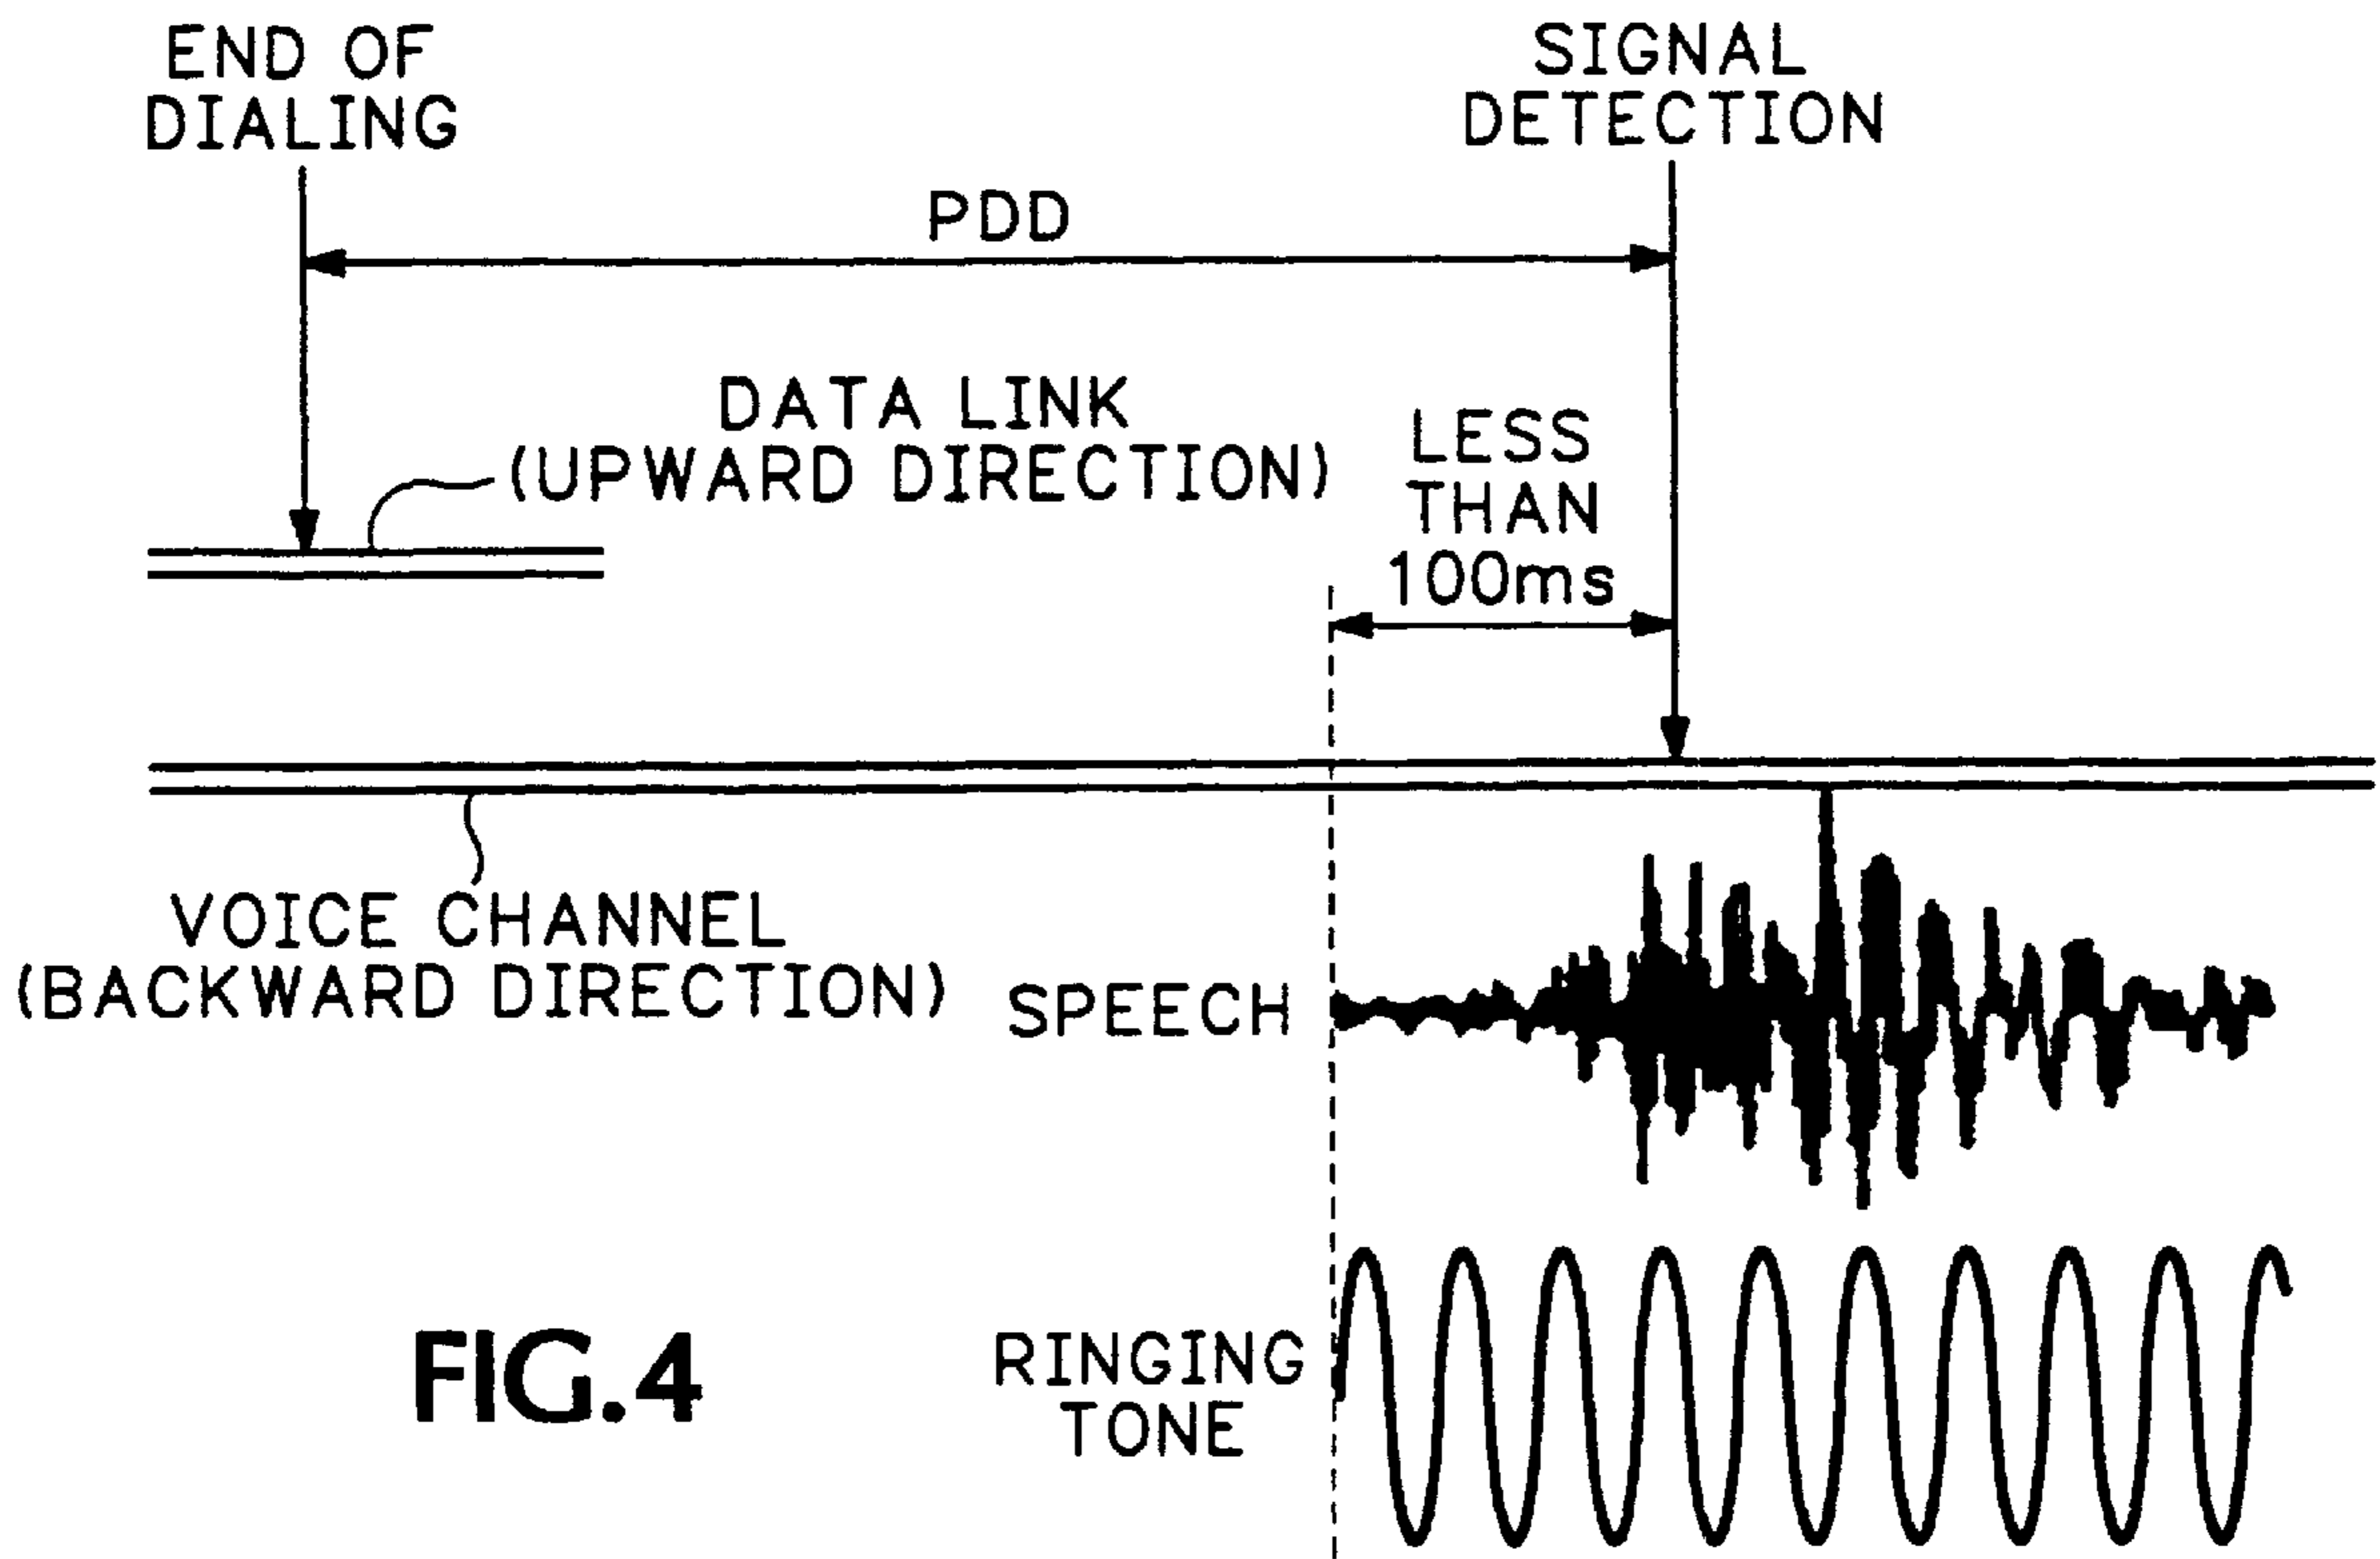 END OF
DIALING
SIGNAL
DETECTION
PDD
DATA LINK
(UPWARD DIRECTION)
LESS
THAN
100ms
VOICE CHANNEL
(BACKWARD DIRECTION)
SPEECH
RINGING
TONE
FIG.4